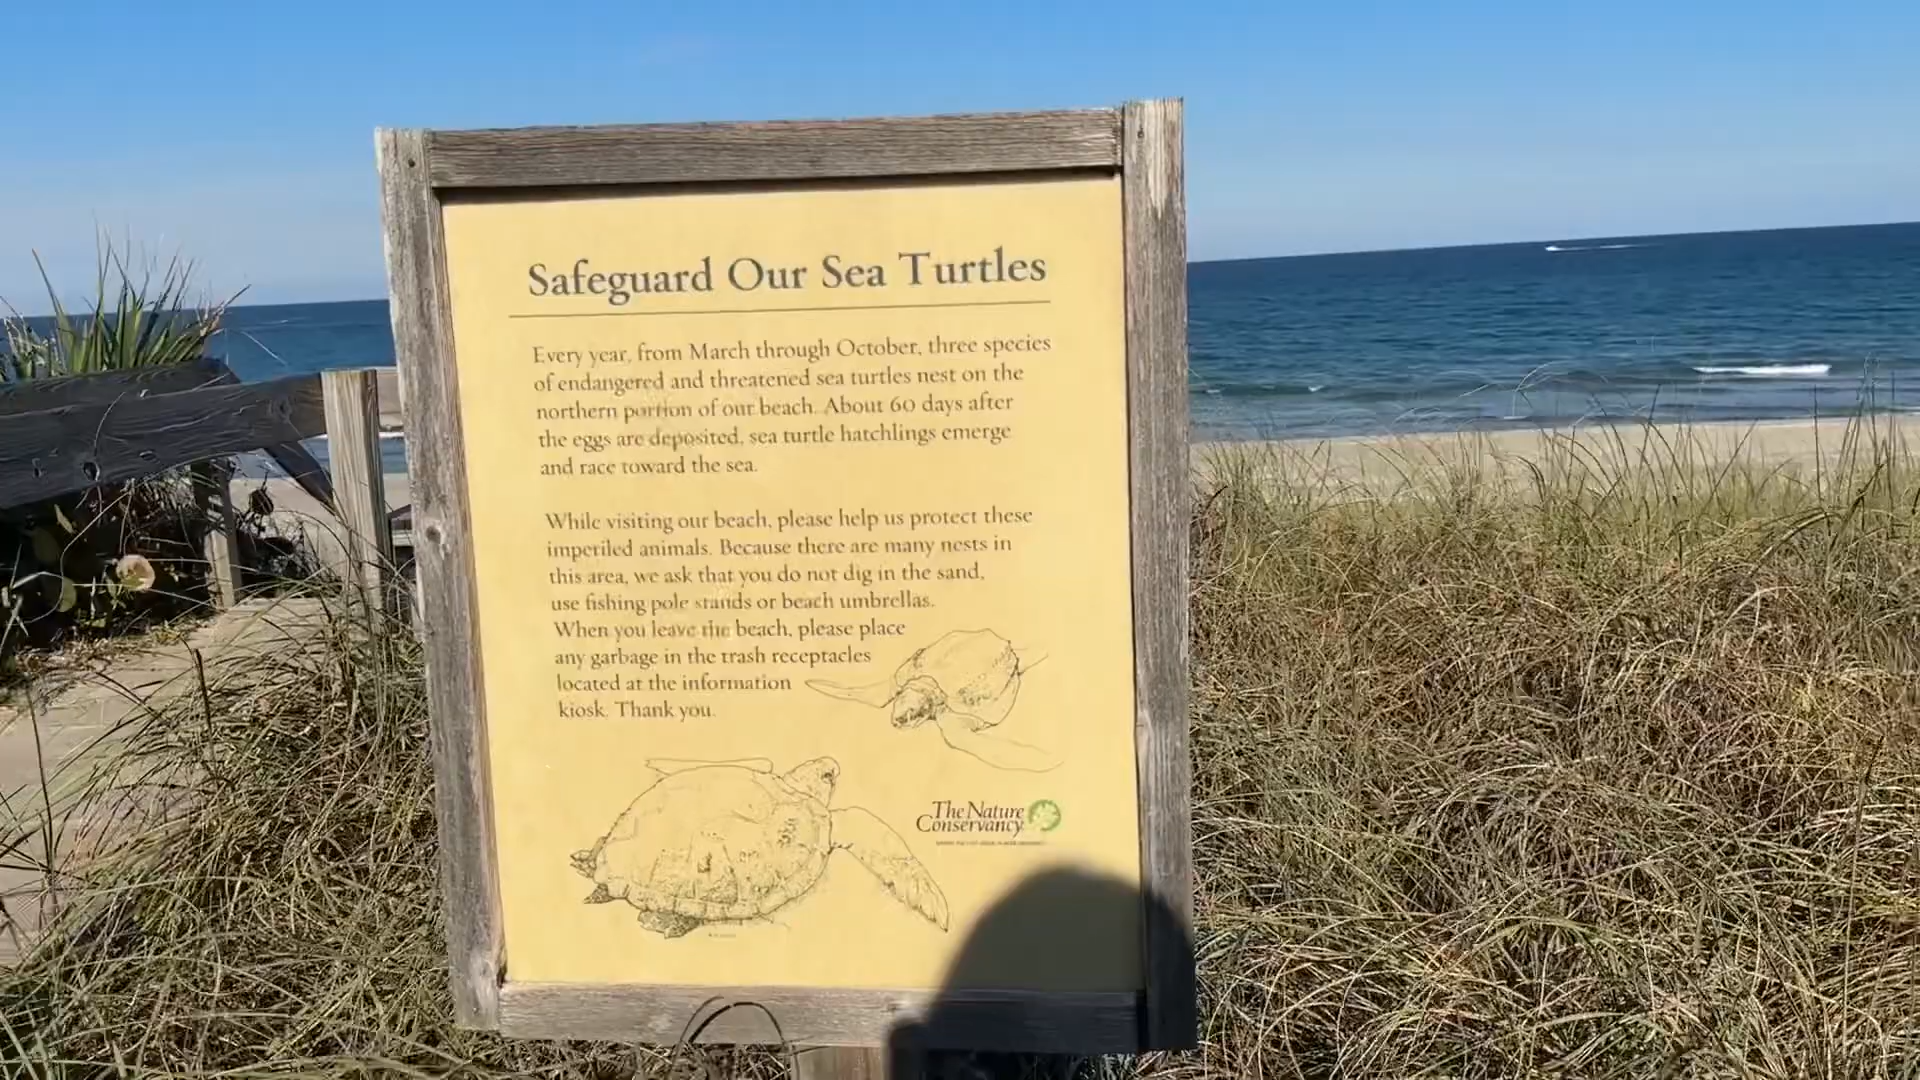 Safeguard Our Sea Turtles
Every year, from March through October, three species
of endangered and threatened sea turtles nest on the
northern portion of our beach. About 60 days after
the eggs are deposited, sea turtle hatchlings emerge
and race toward the sea.
While visiting our beach, please help us protect these
imperiled animals. Because there are many nests in
this area, we ask that you do not dig in the sand,
use fishing pole stands or beach umbrellas.
When you leave the beach, please place
any garbage in the trash receptacles
located at the information
kiosk. Thank you.
The Nature
Conservancy